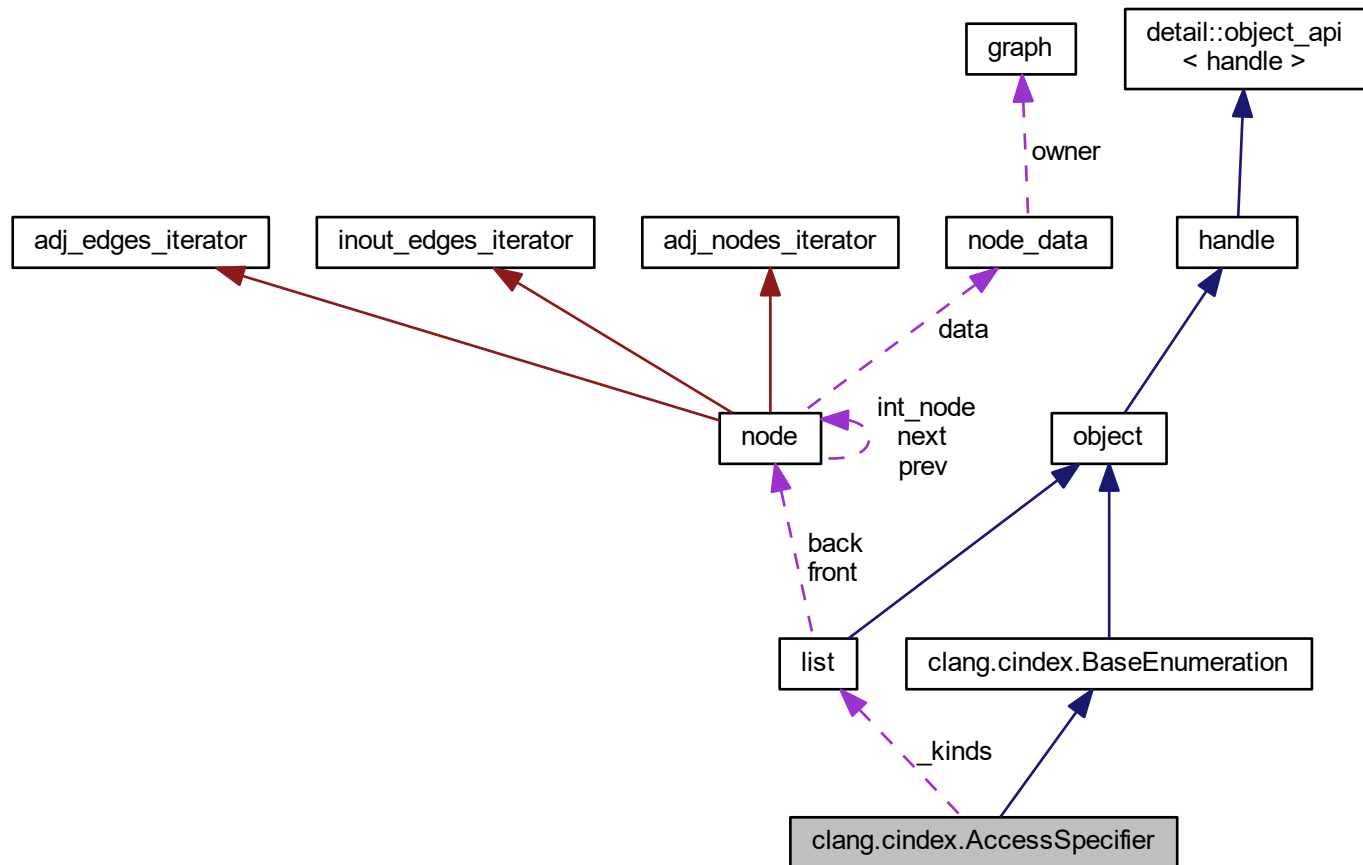 detail::object_api
< handle >
graph
owner
adj_edges_iterator
inout_edges_iterator
adj_nodes_iterator
node_data
handle
data
int_node
next
prev
node
object
back
front
list
clang.cindex.BaseEnumeration
_kinds
clang.cindex.AccessSpecifier